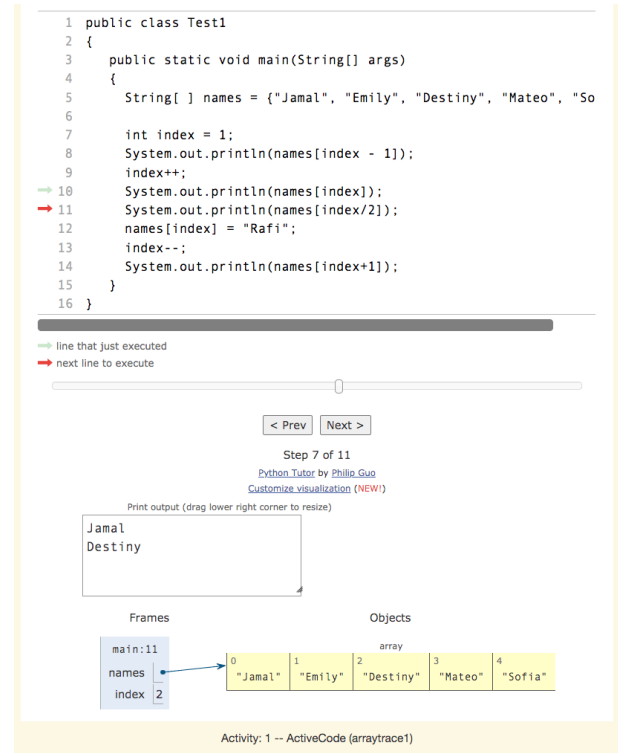 1 public class Test1
2 {
3 public static void main(String[] args)
4 {
5 String[ ] names = {"Jamal", "Emily", "Destiny", "Mateo", "So
6
7 int index = 1;
8 System.out.println(names[index - 1]);
9 index++;
10 System.out.println(names[index]);
11 System.out.println(names[index/2]);
12 names[index] = "Rafi";
13 index--;
14 System.out.println(names[index+1]);
15 }
16 }
line that just executed
next line to execute
< Prev Next >
Step 7 of 11
Python Tutor by Philip Guo
Customize visualization (NEW!)
Print output (drag lower right corner to resize)
Jamal
Destiny
Frames Objects
main:11 array
names 0 1 2 3 4
"Jamal" "Emily" "Destiny" "Mateo" "Sofia"
index 2
Activity: 1 -- ActiveCode (arraytrace1)